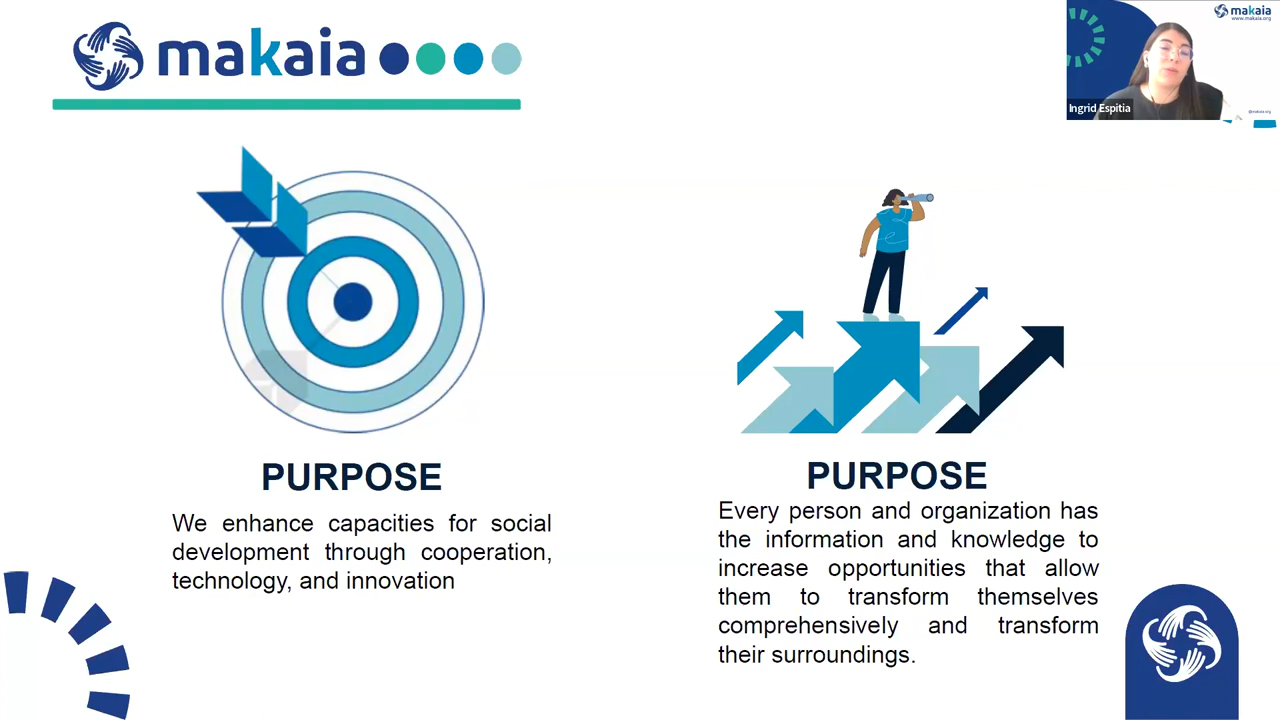 makaia
makaia
www.makaia.org
Ingrid Espitia
PURPOSE
We enhance capacities for social
development through cooperation,
technology, and innovation
PURPOSE
Every person and organization has
the information and knowledge to
increase opportunities that allow
them to transform themselves
comprehensively and transform
their surroundings.